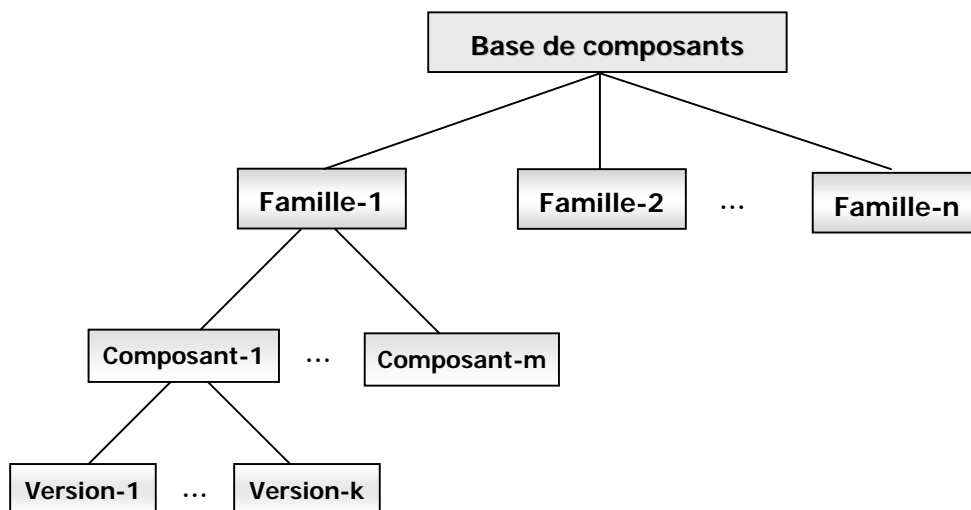 Base de composants
Famille-1 Famille-2 ... Famille-n
Composant-1 ... Composant-m
Version-1 ... Version-k